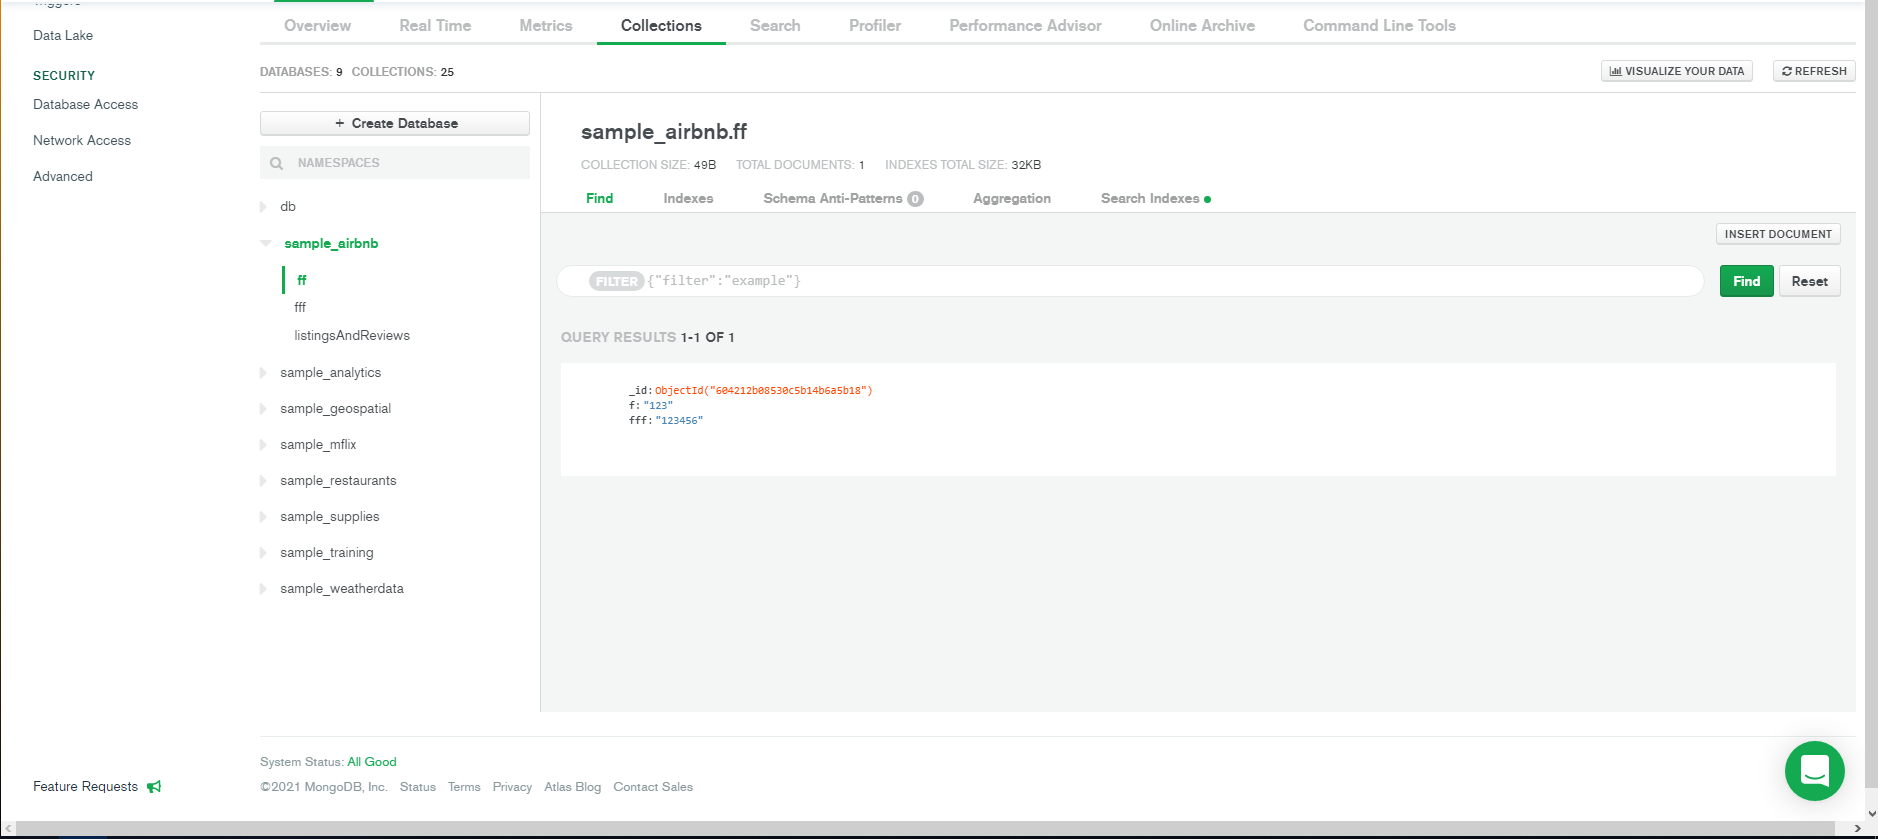 Triggers
Data Lake
SECURITY
Database Access
Network Access
Advanced
Feature Requests
Overview Real Time Metrics Collections Search Profiler Performance Advisor Online Archive Command Line Tools
DATABASES: 9 COLLECTIONS: 25
VISUALIZE YOUR DATA REFRESH
+ Create Database
NAMESPACES
db
sample_airbnb
ff
fff
listingsAndReviews
sample_analytics
sample_geospatial
sample_mflix
sample_restaurants
sample_supplies
sample_training
sample_weatherdata
sample_airbnb.ff
COLLECTION SIZE: 49B TOTAL DOCUMENTS: 1 INDEXES TOTAL SIZE: 32KB
Find Indexes Schema Anti-Patterns 0 Aggregation Search Indexes
INSERT DOCUMENT
FILTER {"filter":"example"} Find Reset
QUERY RESULTS 1-1 OF 1
_id: ObjectId("604212b08530c5b14b6a5b18")
f: "123"
fff: "123456"
System Status: All Good
©2021 MongoDB, Inc. Status Terms Privacy Atlas Blog Contact Sales